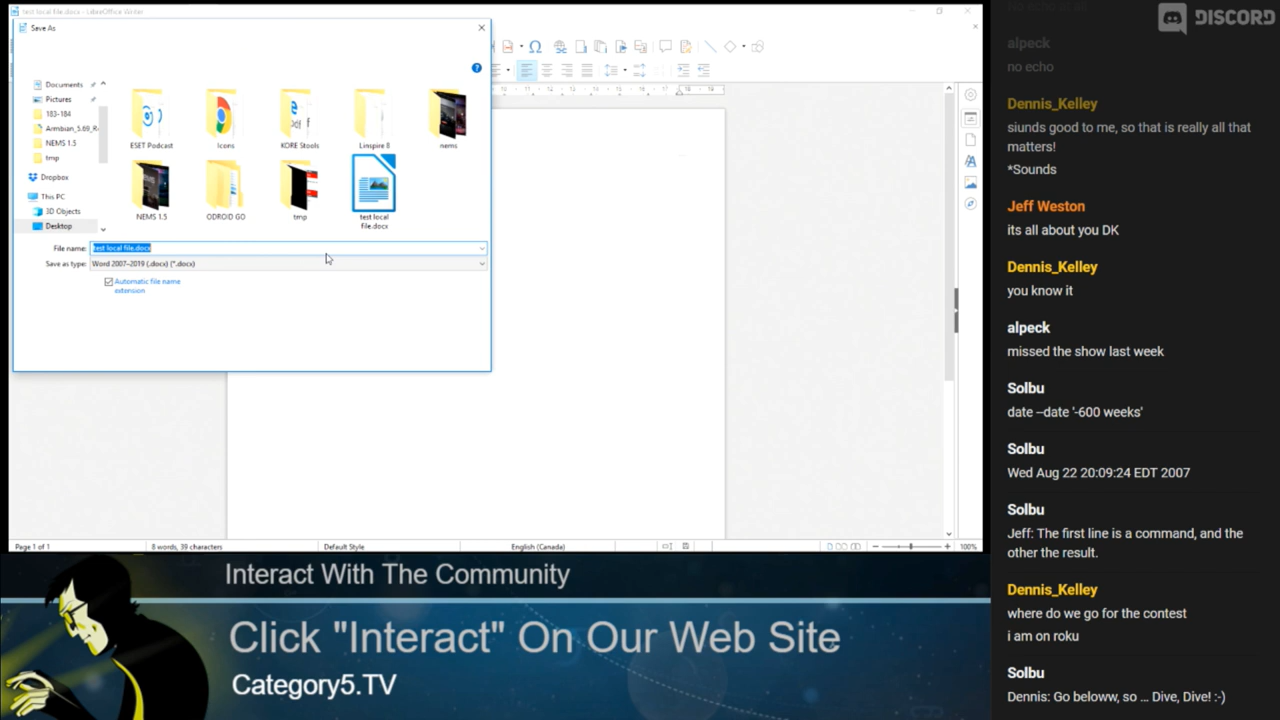 test local file.docx - LibreOffice Writer
Save As
Documents
Pictures
183-184
Armbian_5.69_R
NEMS 1.5
tmp
Dropbox
This PC
3D Objects
Desktop
ESET Podcast
Icons
KORE Stools
Linspire 8
nems
NEMS 1.5
ODROID GO
tmp
test local
file.docx
File name:
test local file.docx
Save as type:
Word 2007-2019 (.docx) (*.docx)
Automatic file name
extension
Page 1 of 1
8 words, 39 characters
Default Style
English (Canada)
100%
Interact With The Community
Click "Interact" On Our Web Site
Category5.TV
DISCORD
No echo at all
alpeck
no echo
Dennis_Kelley
siunds good to me, so that is really all that
matters!
*Sounds
Jeff Weston
its all about you DK
Dennis_Kelley
you know it
alpeck
missed the show last week
Solbu
date --date '-600 weeks'
Solbu
Wed Aug 22 20:09:24 EDT 2007
Solbu
Jeff: The first line is a command, and the
other the result.
Dennis_Kelley
where do we go for the contest
i am on roku
Solbu
Dennis: Go beloww, so ... Dive, Dive! :-)